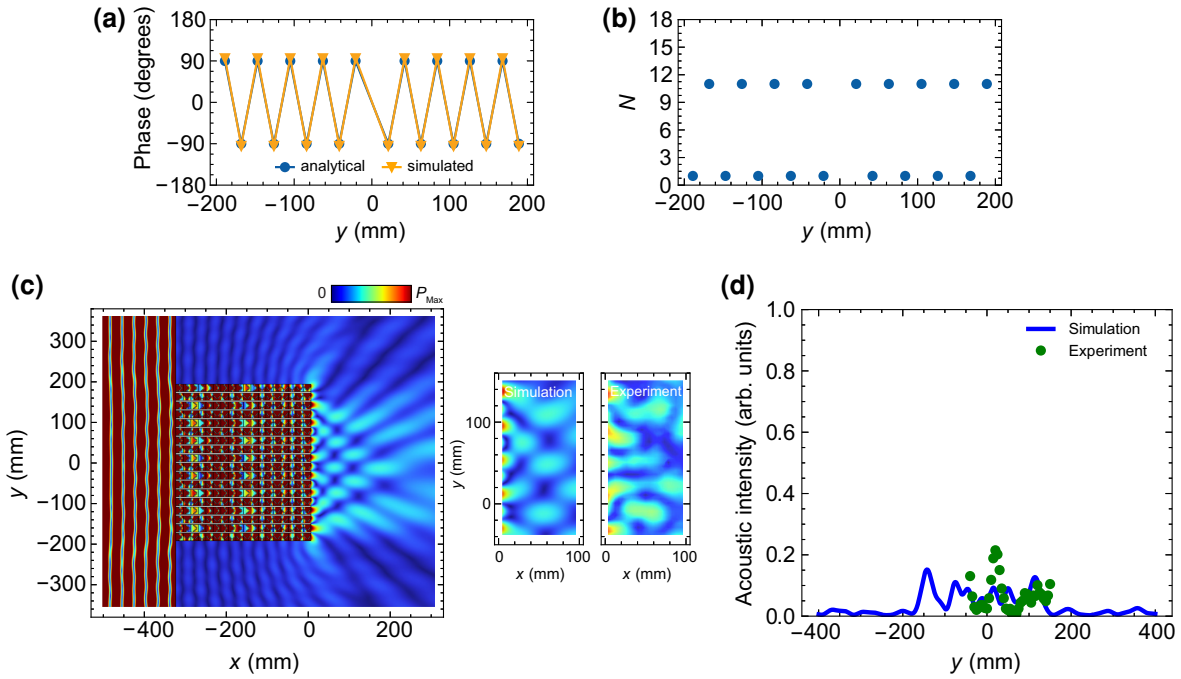 (a)
Phase (degrees)
180
90
0
−90
−180
analytical
simulated
−200
−100
0
100
200
y (mm)
(b)
N
18
15
12
9
6
3
0
−200
−100
0
100
200
y (mm)
(c)
0
P_Max
y (mm)
300
200
100
0
−100
−200
−300
−400
−200
0
200
x (mm)
Simulation
y (mm)
100
0
0
100
x (mm)
Experiment
0
100
x (mm)
(d)
Acoustic intensity (arb. units)
1.0
0.8
0.6
0.4
0.2
0.0
Simulation
Experiment
−400
−200
0
200
400
y (mm)